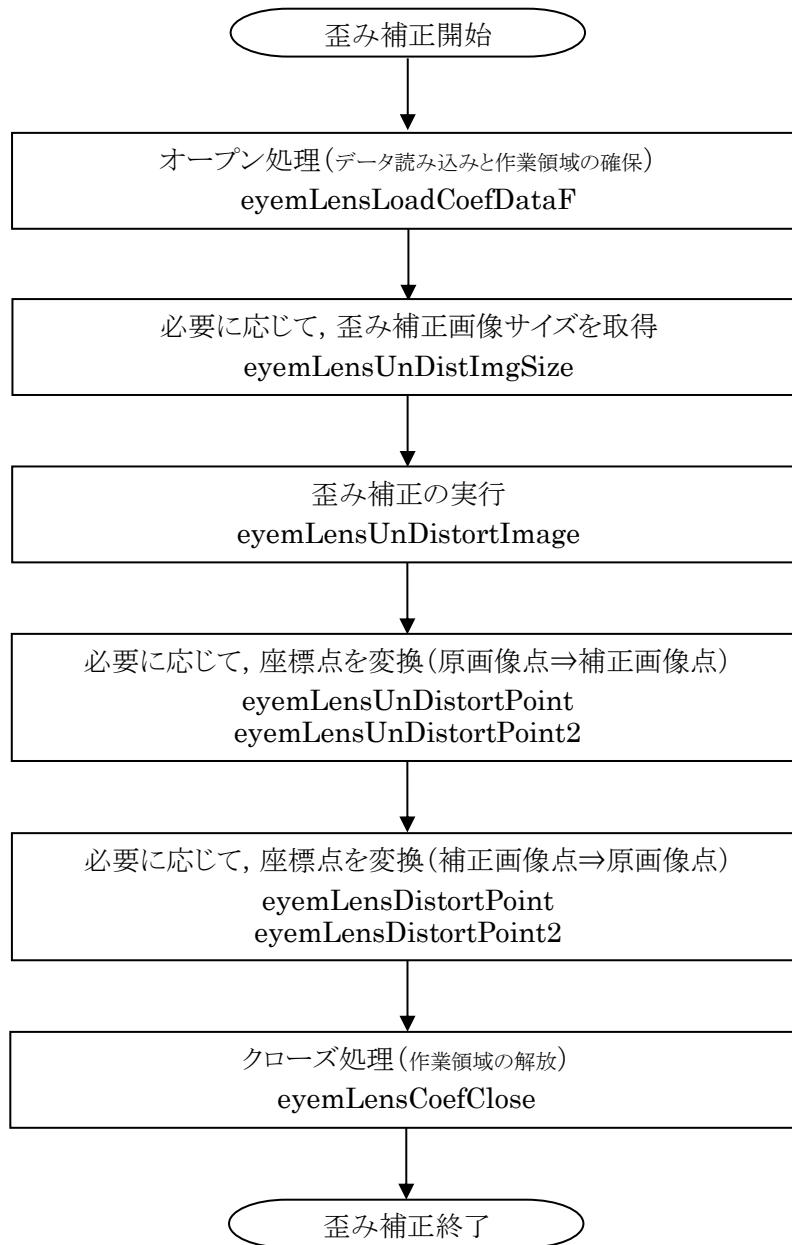 歪み補正開始
オープン処理(データ読み込みと作業領域の確保)
eyemLensLoadCoefDataF
必要に応じて, 歪み補正画像サイズを取得
eyemLensUnDistImgSize
歪み補正の実行
eyemLensUnDistortImage
必要に応じて, 座標点を変換(原画像点⇒補正画像点)
eyemLensUnDistortPoint
eyemLensUnDistortPoint2
必要に応じて, 座標点を変換(補正画像点⇒原画像点)
eyemLensDistortPoint
eyemLensDistortPoint2
クローズ処理(作業領域の解放)
eyemLensCoefClose
歪み補正終了